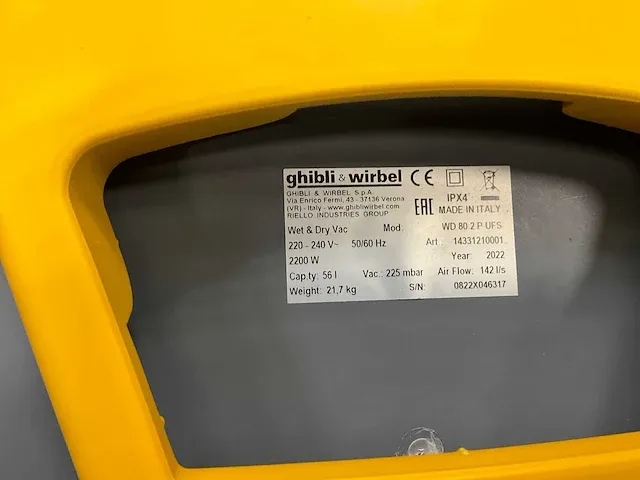 ghibli & wirbel CE
GHIBLI & WIRBEL S.p.A.
Via Enrico Fermi, 43 - 37136 Verona
(VR) - Italy - www.ghibliwirbel.com
RIELLO INDUSTRIES GROUP
IPX4
EAC MADE IN ITALY
Wet & Dry Vac Mod. WD 80.2 P UFS
220 - 240 V~ 50/60 Hz Art. 14331210001
2200 W Year: 2022
Cap.ty: 56 l Vac.: 225 mbar Air Flow: 142 l/s
Weight: 21,7 kg S/N: 0822X046317